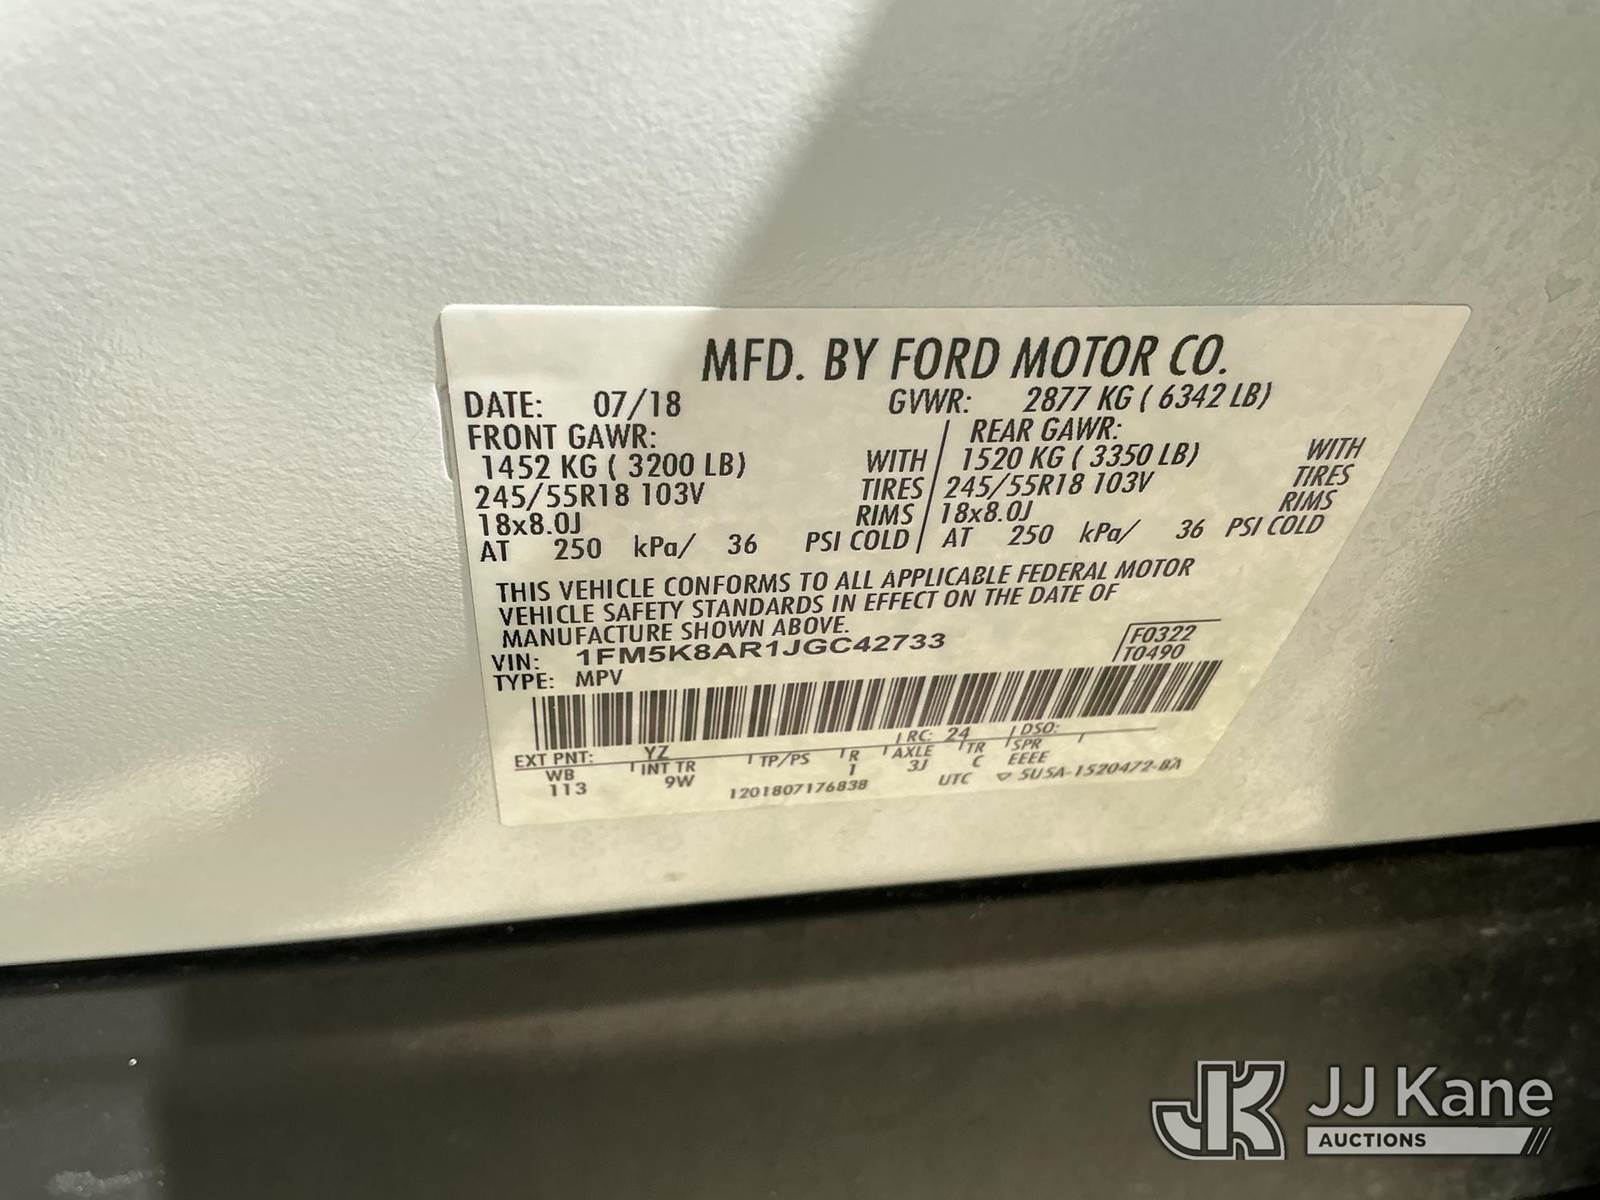 MFD. BY FORD MOTOR CO.
DATE: 07/18 GVWR: 2877 KG ( 6342 LB)
FRONT GAWR: REAR GAWR:
1452 KG ( 3200 LB) WITH 1520 KG ( 3350 LB) WITH
245/55R18 103V TIRES 245/55R18 103V TIRES
18x8.0J RIMS 18x8.0J RIMS
AT 250 kPa/ 36 PSI COLD AT 250 kPa/ 36 PSI COLD
THIS VEHICLE CONFORMS TO ALL APPLICABLE FEDERAL MOTOR
VEHICLE SAFETY STANDARDS IN EFFECT ON THE DATE OF
MANUFACTURE SHOWN ABOVE.
VIN: 1FM5K8AR1JGC42733
TYPE: MPV
F0322
T0490
EXT PNT: YZ RC: 24 DSO:
WB INT TR TP/PS R AXLE TR SPR
113 9W 1 3J C EEEE
1201807176838 UTC ▽ 5U5A-1520472-BA
JK JJ Kane
AUCTIONS